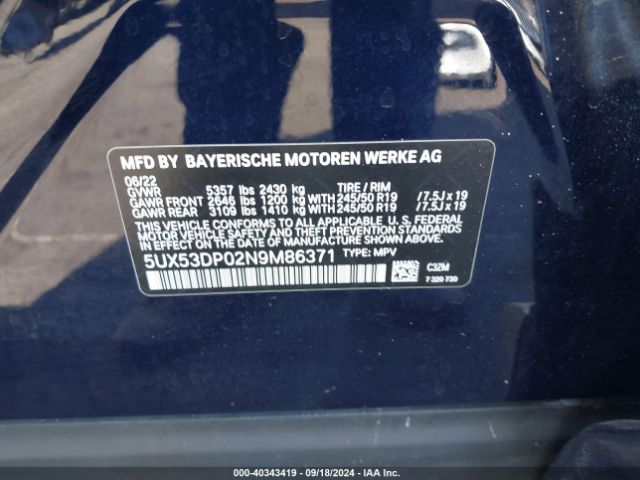 MFD BY BAYERISCHE MOTOREN WERKE AG
06/22
GVWR 5357 lbs 2430 kg TIRE / RIM
GAWR FRONT 2646 lbs 1200 kg WITH 245/50 R19 /7.5J x 19
GAWR REAR 3109 lbs 1410 kg WITH 245/50 R19 /7.5J x 19
THIS VEHICLE CONFORMS TO ALL APPLICABLE U. S. FEDERAL
MOTOR VEHICLE SAFETY, BUMPER, AND THEFT PREVENTION
STANDARDS IN EFFECT ON THE DATE OF MANUFACTURE SHOWN ABOVE.
5UX53DP02N9M86371 TYPE: MPV
C3ZM
7 320 730
000-40343419 - 09/18/2024 - IAA Inc.